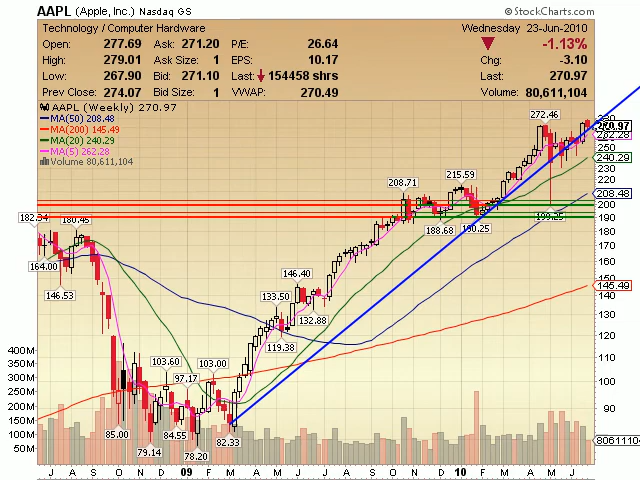 AAPL (Apple, Inc.) Nasdaq GS © StockCharts.com
Technology / Computer Hardware Wednesday 23-Jun-2010
Open: 277.69 Ask: 271.20 P/E: 26.64 -1.13%
High: 279.01 Ask Size: 1 EPS: 10.17 Chg: -3.10
Low: 267.90 Bid: 271.10 Last: 154458 shrs Last: 270.97
Prev Close: 274.07 Bid Size: 1 VWAP: 270.49 Volume: 80,611,104
AAPL (Weekly) 270.97
MA(50) 208.48
MA(200) 145.49
MA(20) 240.29
MA(5) 262.28
Volume 80,611,104
272.46
270.97
262.28
250
240.29
230
220
215.59
208.71
208.48
200
199.25
190.25
188.68
190
182.94 180.45
180
170
164.00
160
150
146.53
146.40
145.49
140
133.50
132.88
130
120
119.38
110
103.60
103.00
97.17
100
90
85.00
84.55
82.33
79.14
78.20
400M
350M
300M
250M
200M
150M
100M
50M
80611104
J A S O N D 09 F M A M J J A S O N D 10 F M A M J